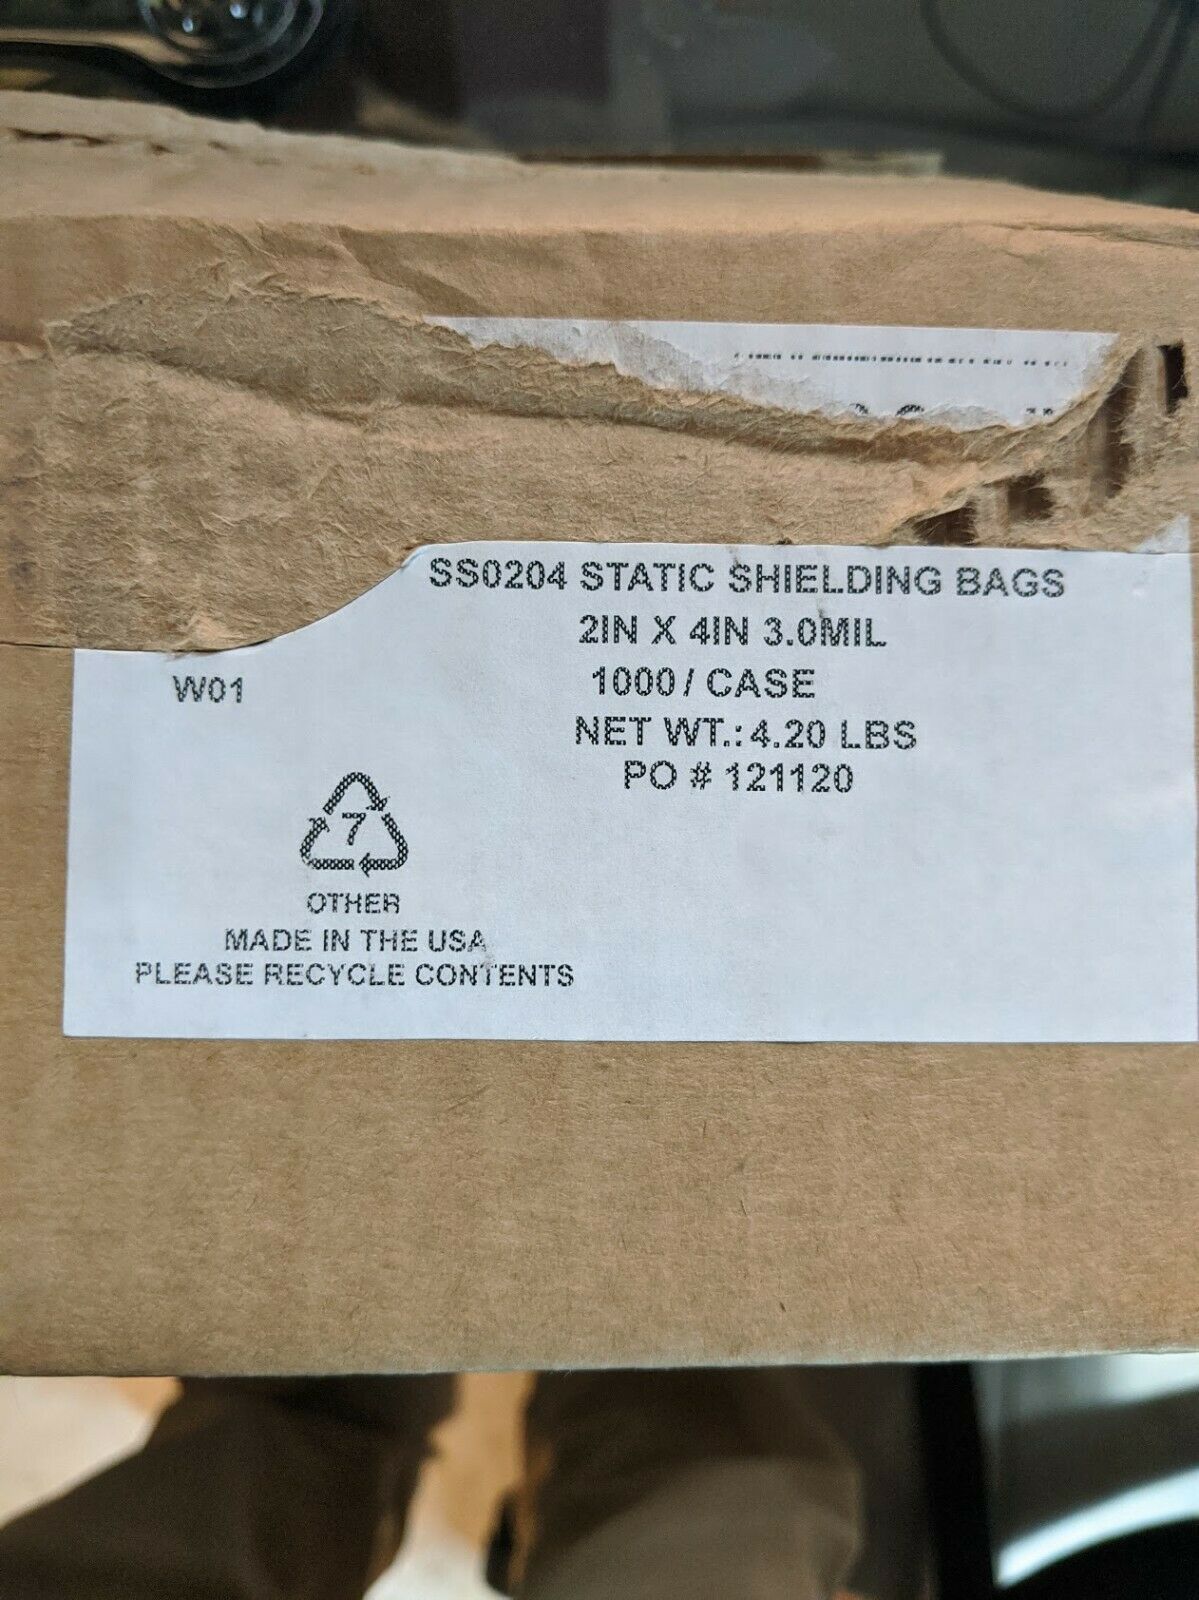 SS0204 STATIC SHIELDING BAGS
2IN X 4IN 3.0MIL
1000 / CASE
NET WT.: 4.20 LBS
PO # 121120
W01
7
OTHER
MADE IN THE USA
PLEASE RECYCLE CONTENTS